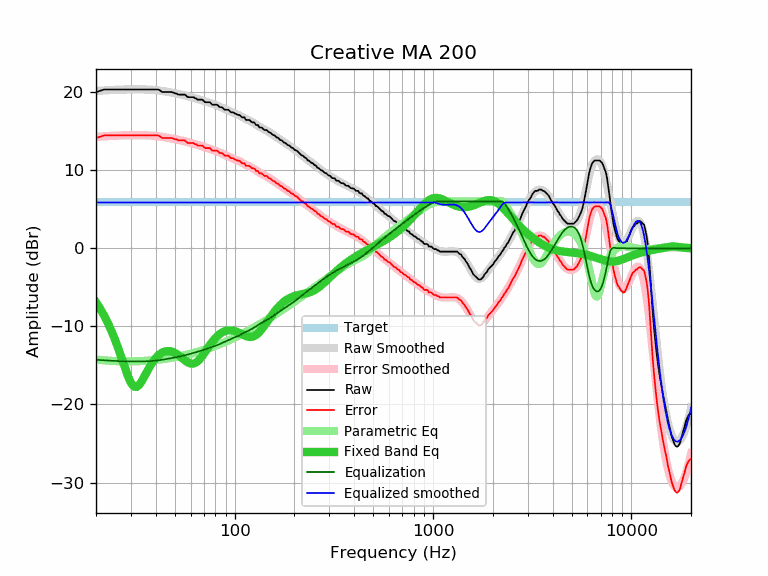 Creative MA 200
20
10
0
−10
−20
−30
Amplitude (dBr)
Target
Raw Smoothed
Error Smoothed
Raw
Error
Parametric Eq
Fixed Band Eq
Equalization
Equalized smoothed
100
1000
10000
Frequency (Hz)